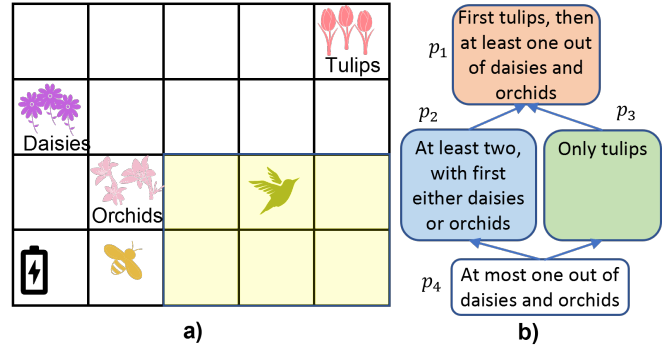 Tulips
Daisies
Orchids
a)
p₁
First tulips, then
at least one out
of daisies and
orchids
p₂
At least two,
with first
either daisies
or orchids
p₃
Only tulips
p₄
At most one out of
daisies and orchids
b)